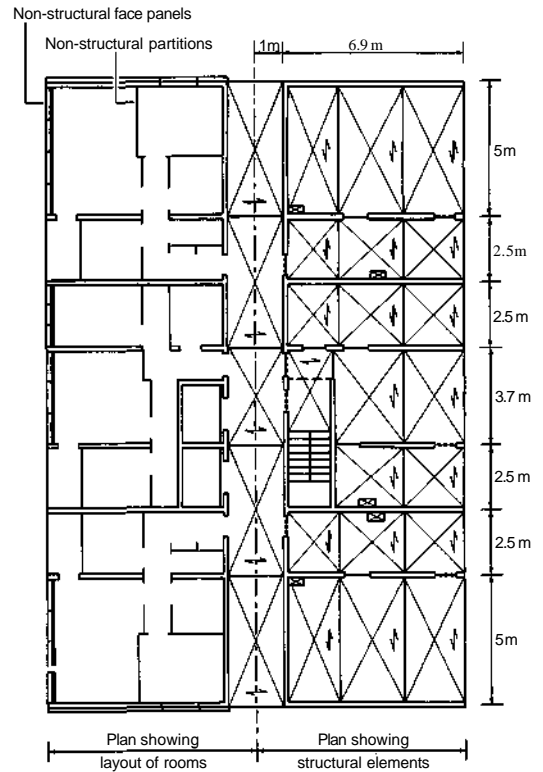 Non-structural face panels
Non-structural partitions
1m
6.9 m
5m
2.5m
2.5 m
3.7 m
2.5 m
2.5 m
5m
Plan showing
layout of rooms
Plan showing
structural elements